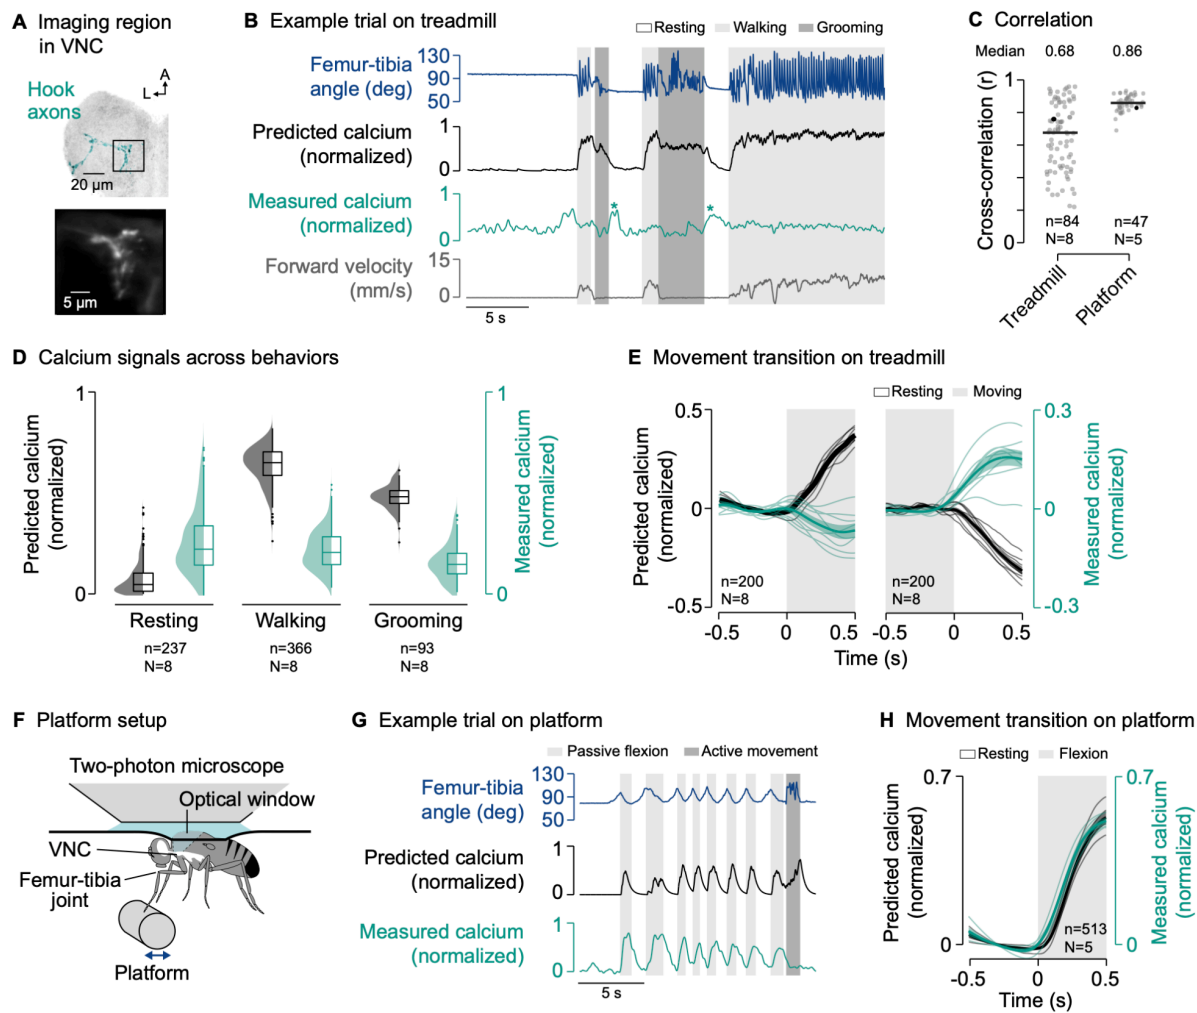 A Imaging region
in VNC
Hook
axons
A
L
20 µm
5 µm
B Example trial on treadmill
Resting
Walking
Grooming
Femur-tibia
angle (deg)
130
90
50
Predicted calcium
(normalized)
1
0
Measured calcium
(normalized)
1
0
*
*
Forward velocity
(mm/s)
15
0
5 s
C Correlation
Median 0.68 0.86
Cross-correlation (r)
1
0
n=84
N=8
n=47
N=5
Treadmill
Platform
D Calcium signals across behaviors
Predicted calcium
(normalized)
1
0
1
0
Measured calcium
(normalized)
Resting
Walking
Grooming
n=237
N=8
n=366
N=8
n=93
N=8
E Movement transition on treadmill
Resting
Moving
Predicted calcium
(normalized)
0.5
0
-0.5
n=200
N=8
n=200
N=8
0.3
0
-0.3
Measured calcium
(normalized)
-0.5 0 0.5
-0.5 0 0.5
Time (s)
F Platform setup
Two-photon microscope
Optical window
VNC
Femur-tibia
joint
Platform
G Example trial on platform
Passive flexion
Active movement
Femur-tibia
angle (deg)
130
90
50
Predicted calcium
(normalized)
1
0
Measured calcium
(normalized)
1
0
5 s
H Movement transition on platform
Resting
Flexion
Predicted calcium
(normalized)
0.7
0
n=513
N=5
0.7
0
Measured calcium
(normalized)
-0.5 0 0.5
Time (s)